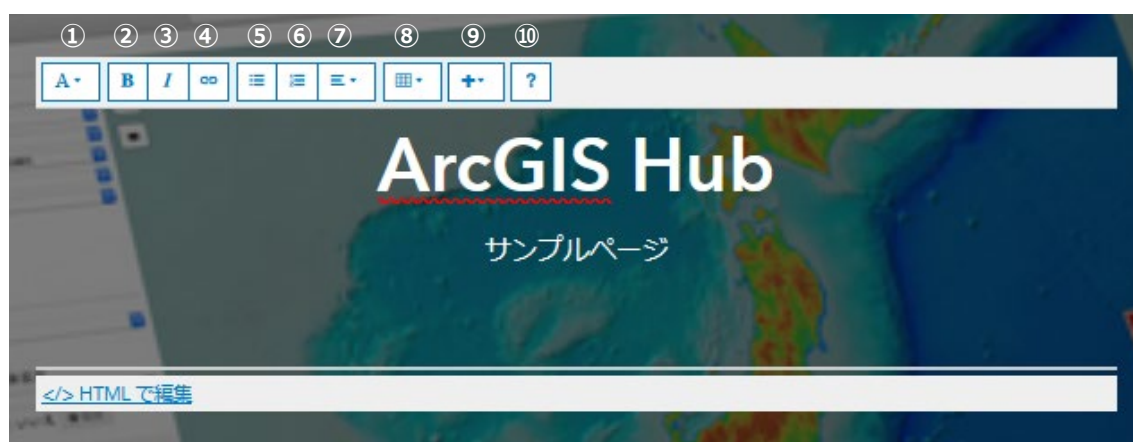 ① ② ③ ④ ⑤ ⑥ ⑦ ⑧ ⑨ ⑩
A B I ?
ArcGIS Hub
サンプルページ
</> HTML で編集